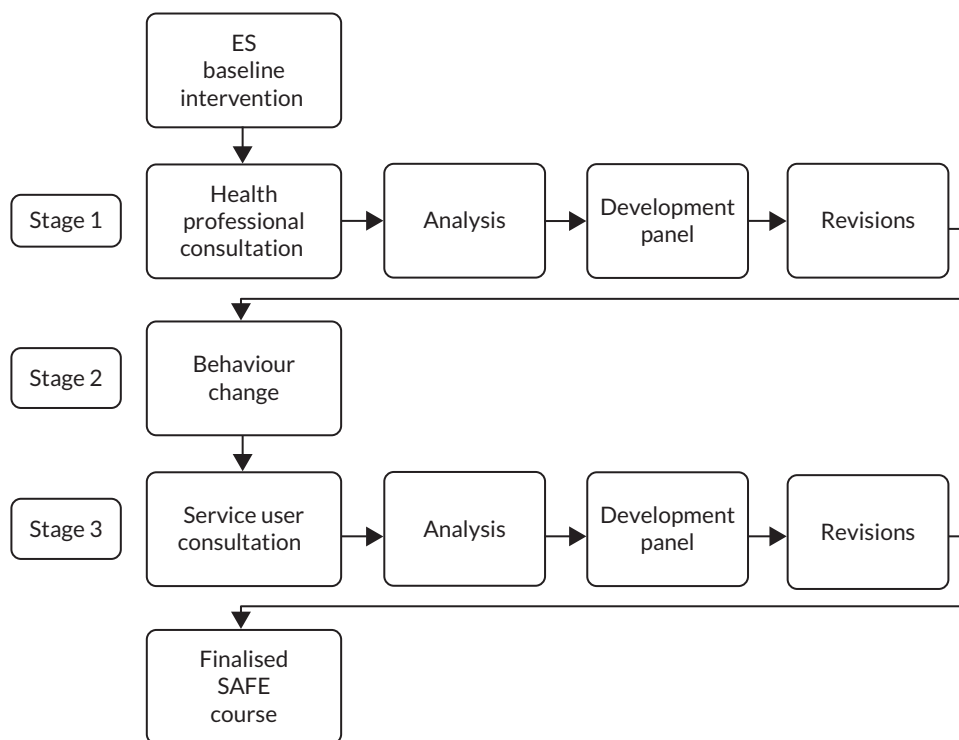 ES
baseline
intervention
Stage 1
Health
professional
consultation
Analysis
Development
panel
Revisions
Stage 2
Behaviour
change
Stage 3
Service user
consultation
Analysis
Development
panel
Revisions
Finalised
SAFE
course